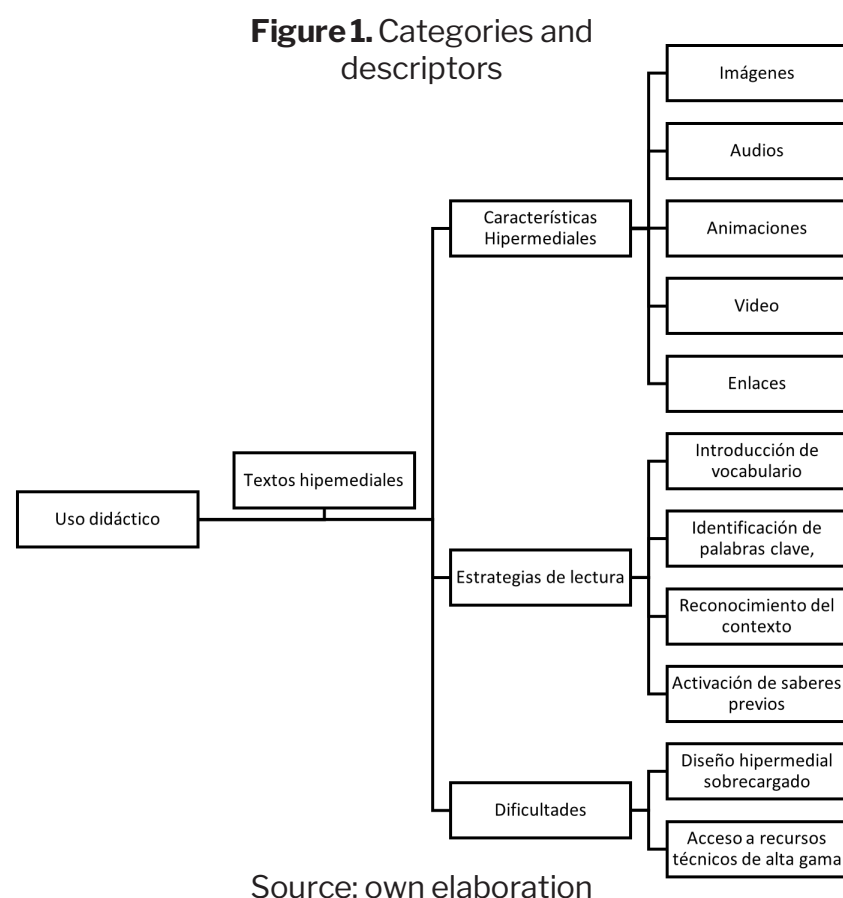 Figure 1. Categories and
descriptors
Uso didáctico
Textos hipemediales
Características
Hipermediales
Imágenes
Audios
Animaciones
Video
Enlaces
Estrategias de lectura
Introducción de
vocabulario
Identificación de
palabras clave,
Reconocimiento del
contexto
Activación de saberes
previos
Dificultades
Diseño hipermedial
sobrecargado
Acceso a recursos
técnicos de alta gama
Source: own elaboration